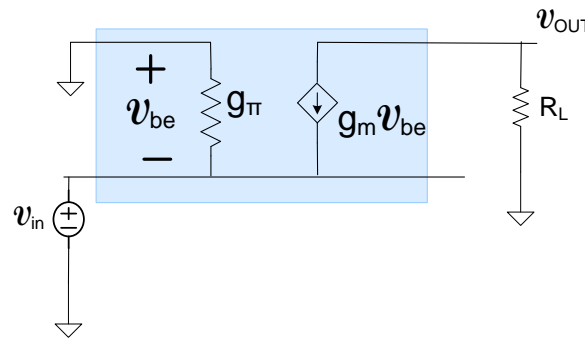 v_OUT
+
v_be
−
g_π
g_m v_be
R_L
v_in
+
−